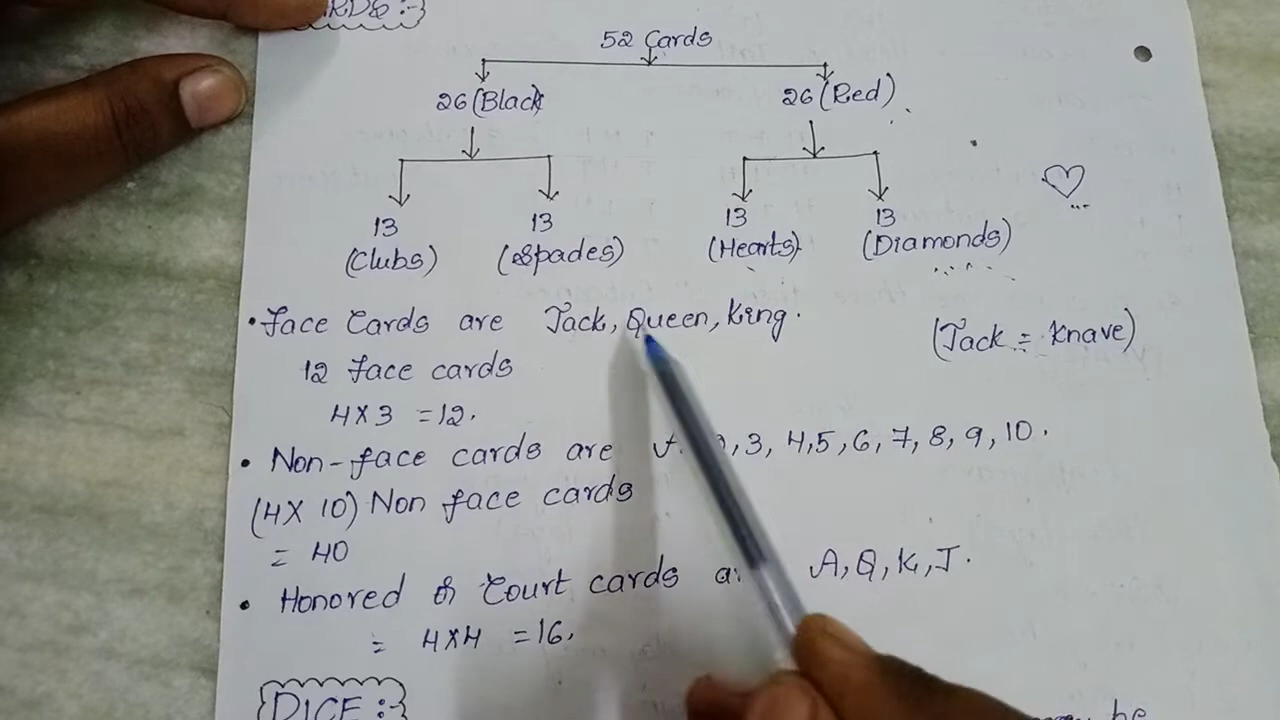 52 Cards
26 (Black) 26 (Red)
13 13 13 13
(Clubs) (Spades) (Hearts) (Diamonds)
• Face Cards are Jack, Queen, King.
(Jack = Knave)
12 face cards
4 X 3 = 12.
• Non-face cards are A, 2, 3, 4, 5, 6, 7, 8, 9, 10.
(4 X 10) Non face cards
= 40
• Honored or Court cards A, Q, K, J.
= 4 X 4 = 16.
DICE :-
be